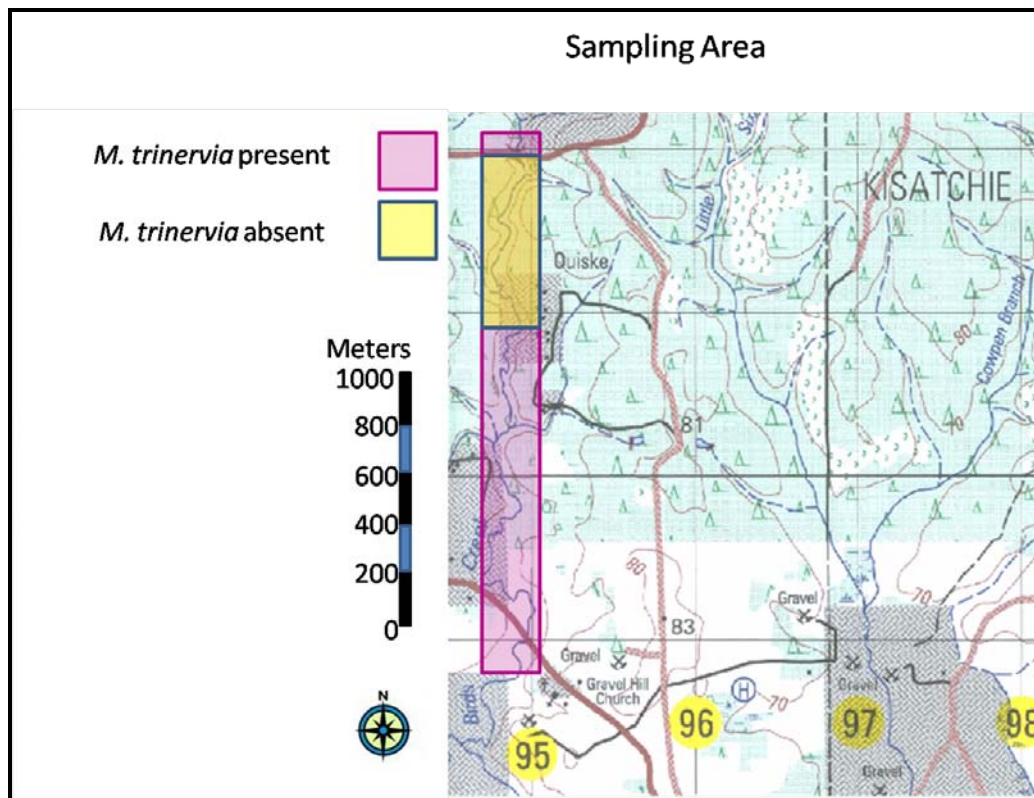 Sampling Area
M. trinervia present
M. trinervia absent
Meters
1000
800
600
400
200
0
N
KISATCHIE
Little
Quiske
Cowpen Branch
80
81
70
Creek
80
83
Gravel
70
Gravel
Gravel Hill
Church
Gravel
Birds
H
70
95
96
97
98
Gravel